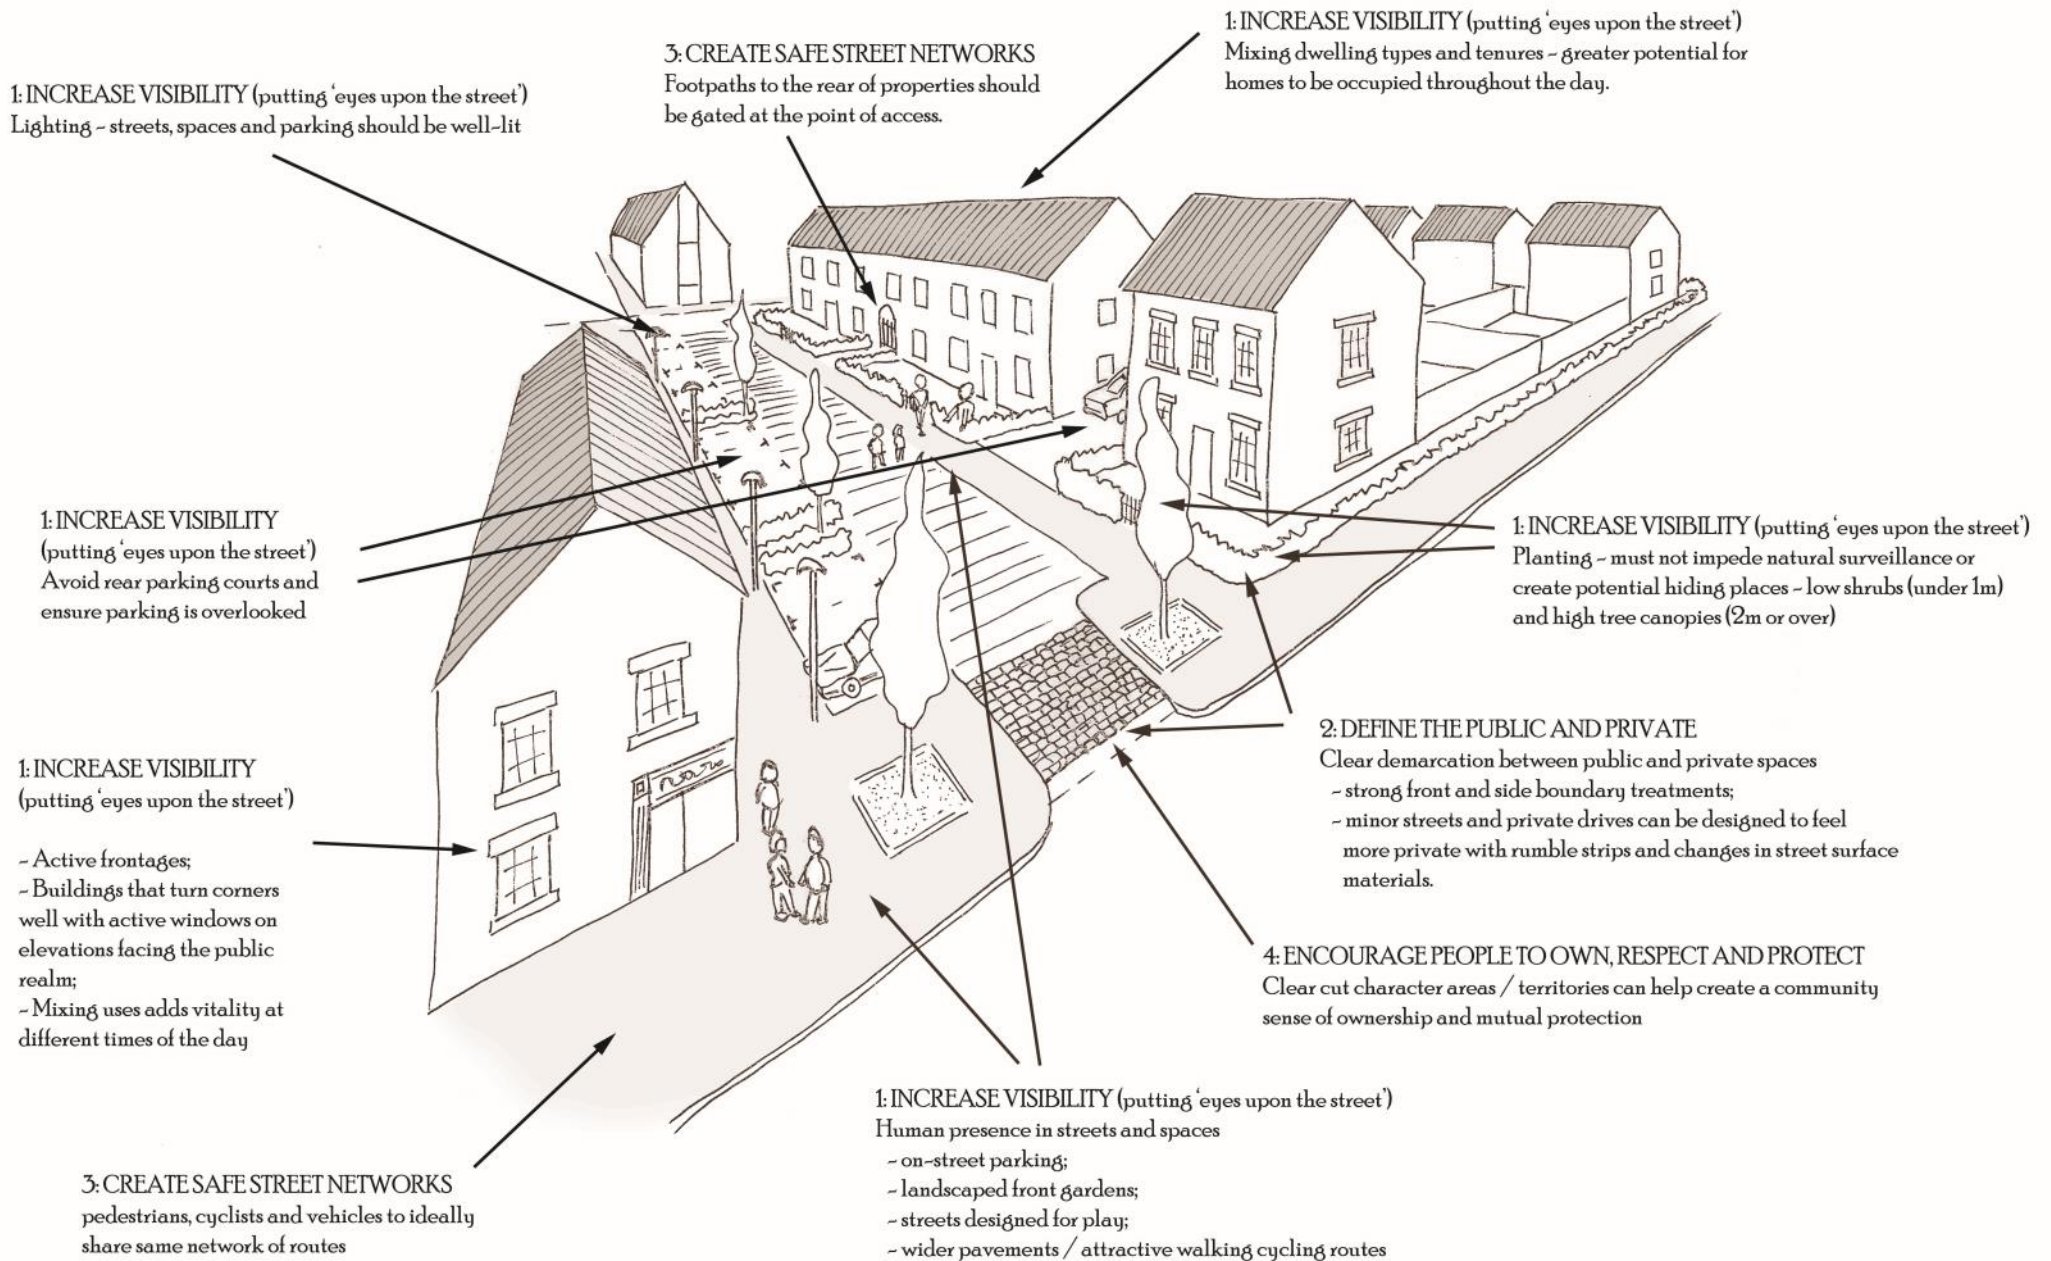 1: INCREASE VISIBILITY (putting 'eyes upon the street')
Lighting - streets, spaces and parking should be well-lit
3: CREATE SAFE STREET NETWORKS
Footpaths to the rear of properties should
be gated at the point of access.
1: INCREASE VISIBILITY (putting 'eyes upon the street')
Mixing dwelling types and tenures - greater potential for
homes to be occupied throughout the day.
1: INCREASE VISIBILITY
(putting 'eyes upon the street')
Avoid rear parking courts and
ensure parking is overlooked
1: INCREASE VISIBILITY (putting 'eyes upon the street')
Planting - must not impede natural surveillance or
create potential hiding places - low shrubs (under 1m)
and high tree canopies (2m or over)
2: DEFINE THE PUBLIC AND PRIVATE
Clear demarcation between public and private spaces
- strong front and side boundary treatments;
- minor streets and private drives can be designed to feel
more private with rumble strips and changes in street surface
materials.
1: INCREASE VISIBILITY
(putting 'eyes upon the street')
- Active frontages;
- Buildings that turn corners
well with active windows on
elevations facing the public
realm;
- Mixing uses adds vitality at
different times of the day
4: ENCOURAGE PEOPLE TO OWN, RESPECT AND PROTECT
Clear cut character areas / territories can help create a community
sense of ownership and mutual protection
1: INCREASE VISIBILITY (putting 'eyes upon the street')
Human presence in streets and spaces
- on-street parking;
- landscaped front gardens;
- streets designed for play;
- wider pavements / attractive walking cycling routes
3: CREATE SAFE STREET NETWORKS
pedestrians, cyclists and vehicles to ideally
share same network of routes